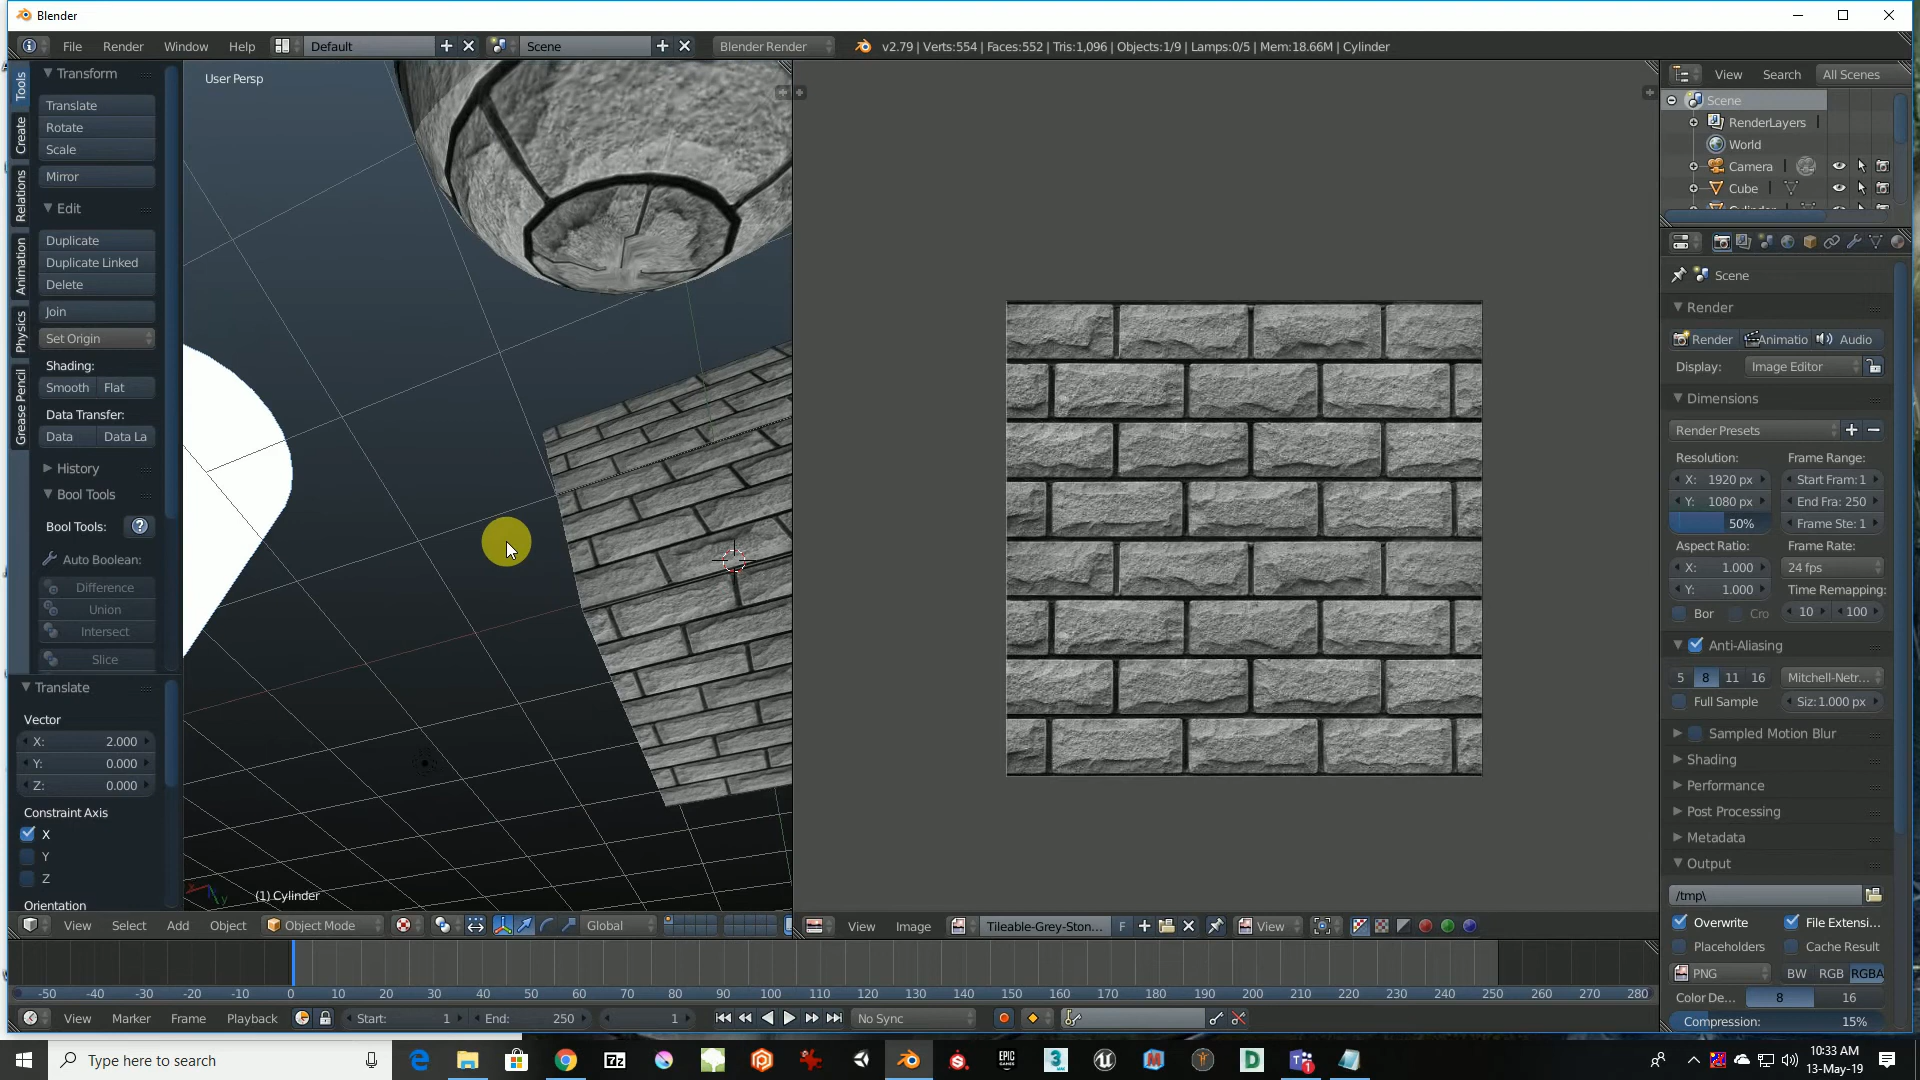 Blender
File Render Window Help Default Scene Blender Render v2.79 | Verts:554 | Faces:552 | Tris:1,096 | Objects:1/9 | Lamps:0/5 | Mem:18.66M | Cylinder
Tools
Create
Relations
Animation
Physics
Grease Pencil
Transform
Translate
Rotate
Scale
Mirror
Edit
Duplicate
Duplicate Linked
Delete
Join
Set Origin
Shading:
Smooth Flat
Data Transfer:
Data Data La
History
Bool Tools
Bool Tools:
Auto Boolean:
Difference
Union
Intersect
Slice
Translate
Vector
X: 2.000
Y: 0.000
Z: 0.000
Constraint Axis
X
Y
Z
Orientation
User Persp
(1) Cylinder
View Select Add Object Object Mode Global
View Image Tileable-Grey-Ston... F View
View Search All Scenes
Scene
RenderLayers
World
Camera
Cube
Scene
Render
Render Animatio Audio
Display: Image Editor
Dimensions
Render Presets
Resolution: Frame Range:
X: 1920 px Start Fram: 1
Y: 1080 px End Fra: 250
50% Frame Ste: 1
Aspect Ratio: Frame Rate:
X: 1.000 24 fps
Y: 1.000 Time Remapping:
Bor Cro 10 100
Anti-Aliasing
5 8 11 16 Mitchell-Netr...
Full Sample Siz: 1.000 px
Sampled Motion Blur
Shading
Performance
Post Processing
Metadata
Output
/tmp\
Overwrite File Extensi...
Placeholders Cache Result
PNG BW RGB RGBA
Color De... 8 16
Compression: 15%
-50 -40 -30 -20 -10 0 10 20 30 40 50 60 70 80 90 100 110 120 130 140 150 160 170 180 190 200 210 220 230 240 250 260 270 280
View Marker Frame Playback Start: 1 End: 250 1 No Sync
Type here to search
10:33 AM
13-May-19